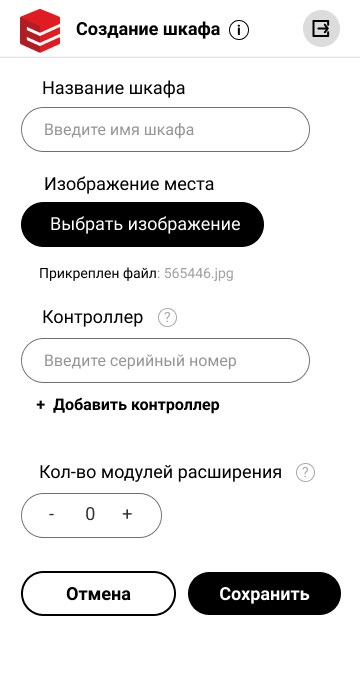 Создание шкафа i
Название шкафа
Введите имя шкафа
Изображение места
Выбрать изображение
Прикреплен файл: 565446.jpg
Контроллер ?
Введите серийный номер
+ Добавить контроллер
Кол-во модулей расширения ?
- 0 +
Отмена Сохранить